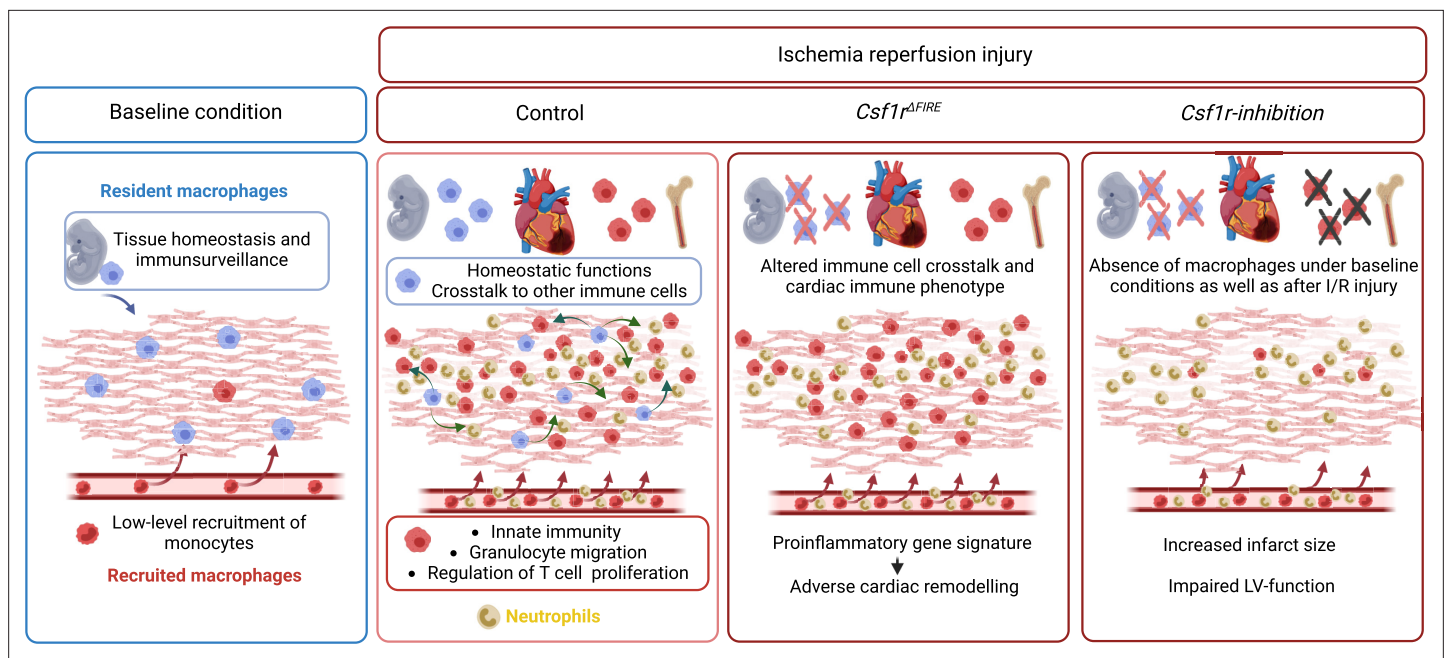 Ischemia reperfusion injury
Baseline condition
Control
Csf1rΔFIRE
Csf1r-inhibition
Resident macrophages
Tissue homeostasis and
immunsurveillance
Low-level recruitment of
monocytes
Recruited macrophages
Homeostatic functions
Crosstalk to other immune cells
• Innate immunity
• Granulocyte migration
• Regulation of T cell proliferation
Neutrophils
Altered immune cell crosstalk and
cardiac immune phenotype
Proinflammatory gene signature
Adverse cardiac remodelling
Absence of macrophages under baseline
conditions as well as after I/R injury
Increased infarct size
Impaired LV-function